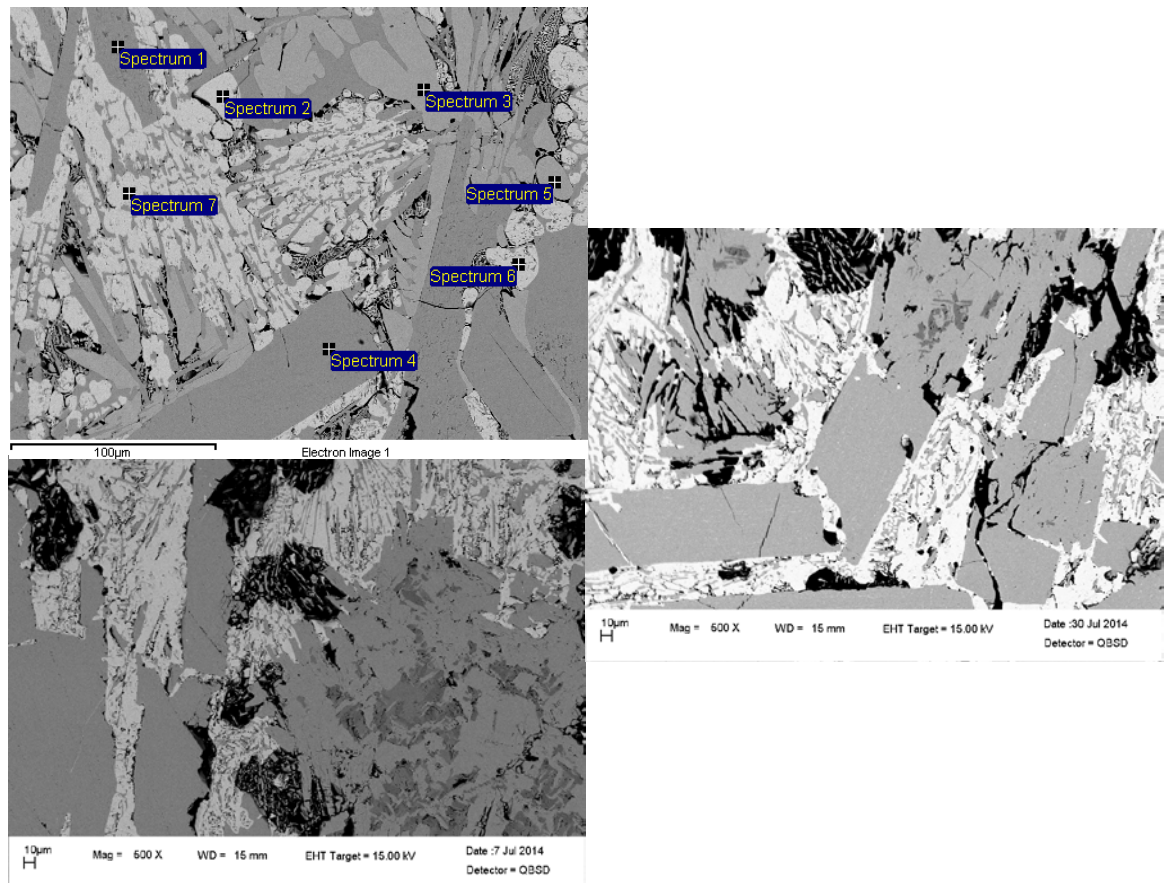 Spectrum 1
Spectrum 2
Spectrum 3
Spectrum 5
Spectrum 7
Spectrum 6
Spectrum 4
100µm
Electron Image 1
10µm
Mag = 500 X
WD = 15 mm
EHT Target = 15.00 kV
Date :30 Jul 2014
Detector = QBSD
10µm
Mag = 500 X
WD = 15 mm
EHT Target = 15.00 kV
Date :7 Jul 2014
Detector = QBSD